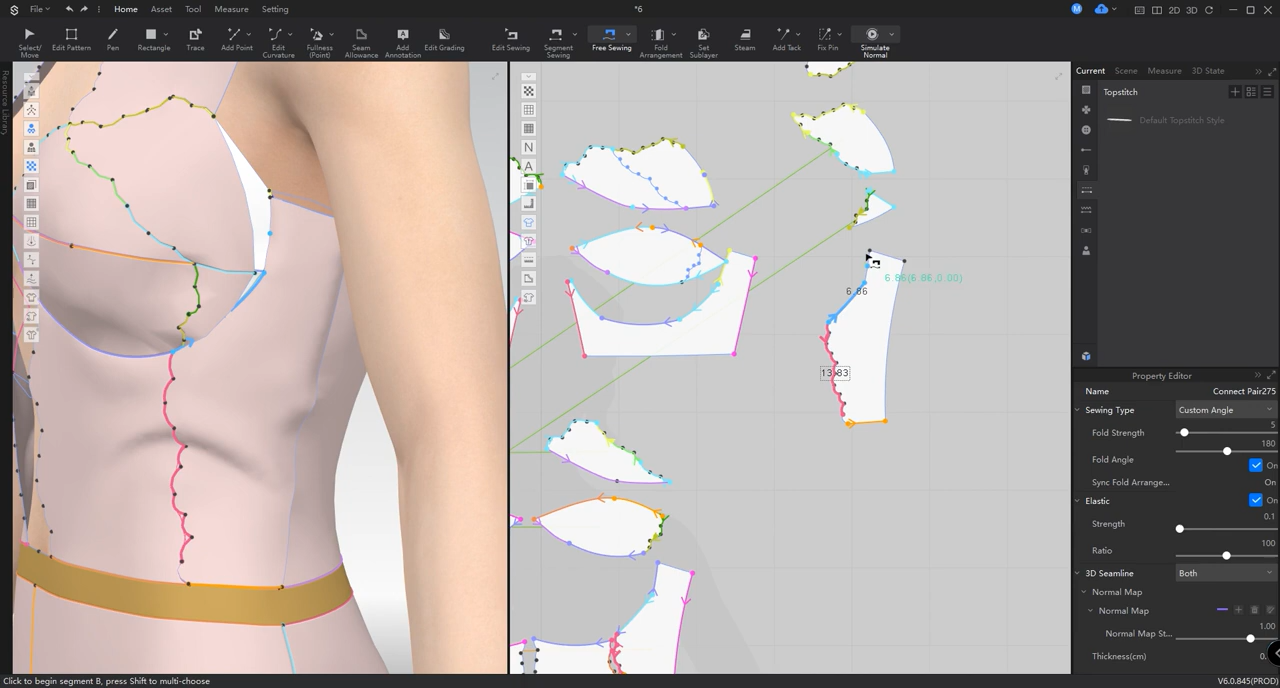 File
Home
Asset
Tool
Measure
Setting
*6
M
2D
3D
Select/
Move
Edit Pattern
Pen
Rectangle
Trace
Add Point
Edit
Curvature
Fullness
(Point)
Seam
Allowance
Add
Annotation
Edit Grading
Edit Sewing
Segment
Sewing
Free Sewing
Fold
Arrangement
Set
Sublayer
Steam
Add Tack
Fix Pin
Simulate
Normal
Resource Library
N
A
6.86(6.86,0.00)
6.86
13.83
Current
Scene
Measure
3D State
Topstitch
Default Topstitch Style
Property Editor
Name
Connect Pair275
Sewing Type
Custom Angle
Fold Strength
5
Fold Angle
180
On
Sync Fold Arrange...
On
Elastic
On
Strength
0.1
Ratio
100
3D Seamline
Both
Normal Map
Normal Map
Normal Map St...
1.00
Thickness(cm)
0.
Click to begin segment B, press Shift to multi-choose
V6.0.845(PROD)